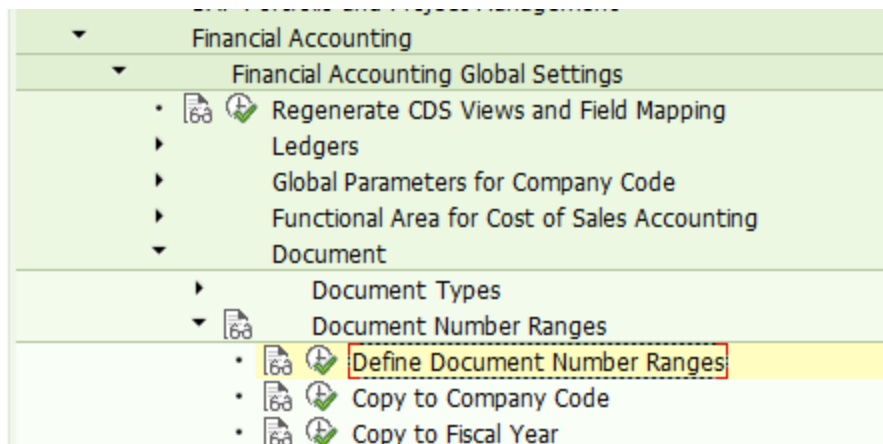 Financial Accounting
Financial Accounting Global Settings
Regenerate CDS Views and Field Mapping
Ledgers
Global Parameters for Company Code
Functional Area for Cost of Sales Accounting
Document
Document Types
Document Number Ranges
Define Document Number Ranges
Copy to Company Code
Copy to Fiscal Year